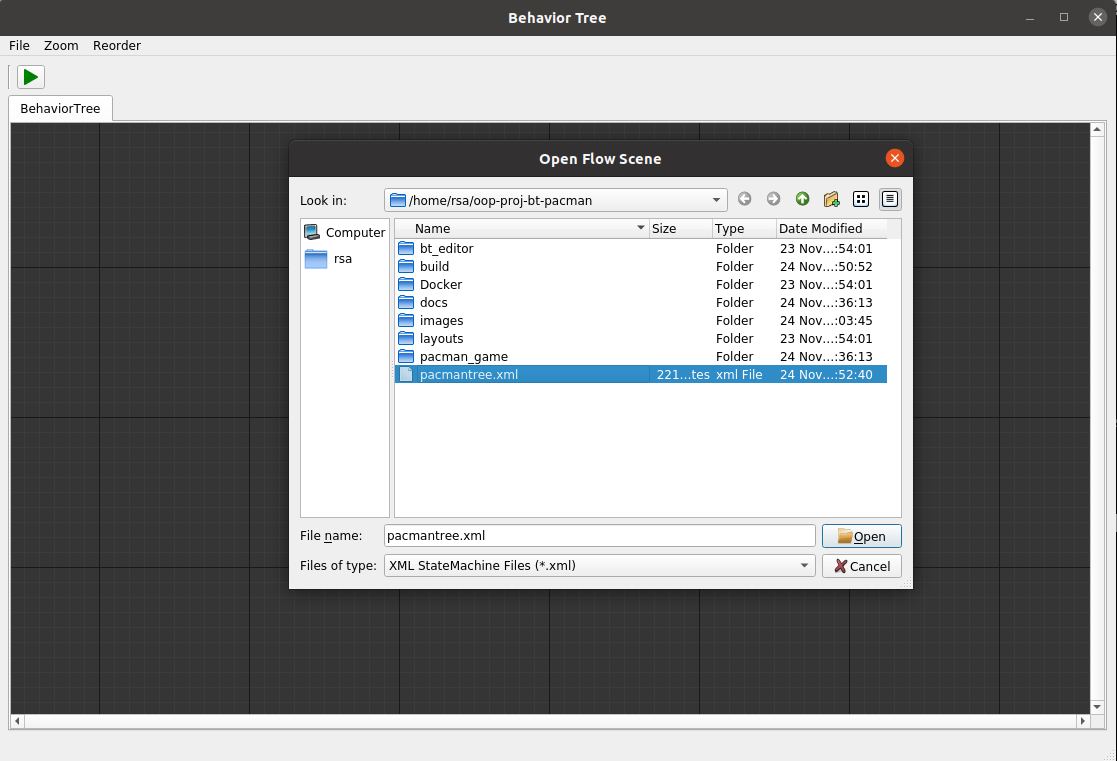 Behavior Tree
File Zoom Reorder
BehaviorTree
Open Flow Scene
Look in: /home/rsa/oop-proj-bt-pacman
Computer
rsa
Name Size Type Date Modified
bt_editor Folder 23 Nov...:54:01
build Folder 24 Nov...:50:52
Docker Folder 23 Nov...:54:01
docs Folder 24 Nov...:36:13
images Folder 24 Nov...:03:45
layouts Folder 23 Nov...:54:01
pacman_game Folder 24 Nov...:36:13
pacmantree.xml 221...tes xml File 24 Nov...:52:40
File name: pacmantree.xml Open
Files of type: XML StateMachine Files (*.xml) Cancel